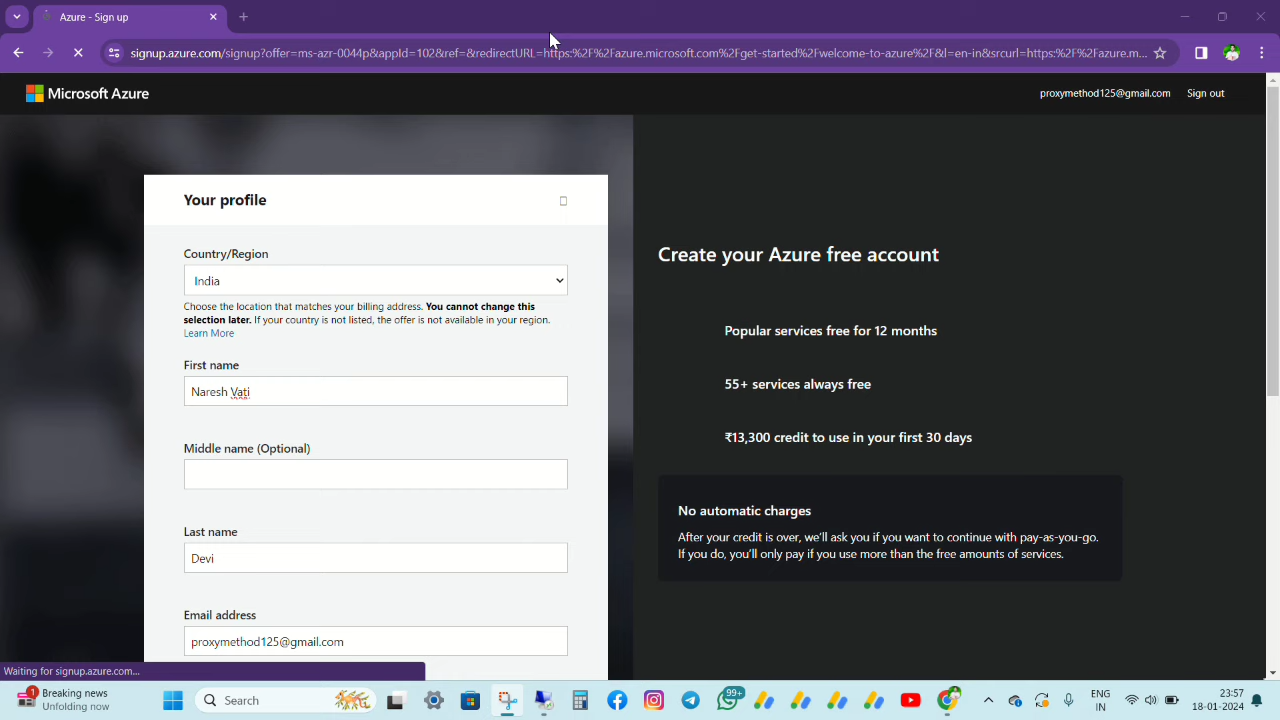 Azure - Sign up
signup.azure.com/signup?offer=ms-azr-0044p&appId=102&ref=&redirectURL=https:%2F%2Fazure.microsoft.com%2Fget-started%2Fwelcome-to-azure%2F&l=en-in&srcurl=https:%2F%2Fazure.m...
Microsoft Azure
proxymethod125@gmail.com Sign out
Your profile
Country/Region
India
Choose the location that matches your billing address. You cannot change this
selection later. If your country is not listed, the offer is not available in your region.
Learn More
First name
Naresh Vati
Middle name (Optional)
Last name
Devi
Email address
proxymethod125@gmail.com
Create your Azure free account
Popular services free for 12 months
55+ services always free
₹13,300 credit to use in your first 30 days
No automatic charges
After your credit is over, we'll ask you if you want to continue with pay-as-you-go.
If you do, you'll only pay if you use more than the free amounts of services.
Waiting for signup.azure.com...
1
Breaking news
Unfolding now
Search
99+
ENG
IN
23:57
18-01-2024